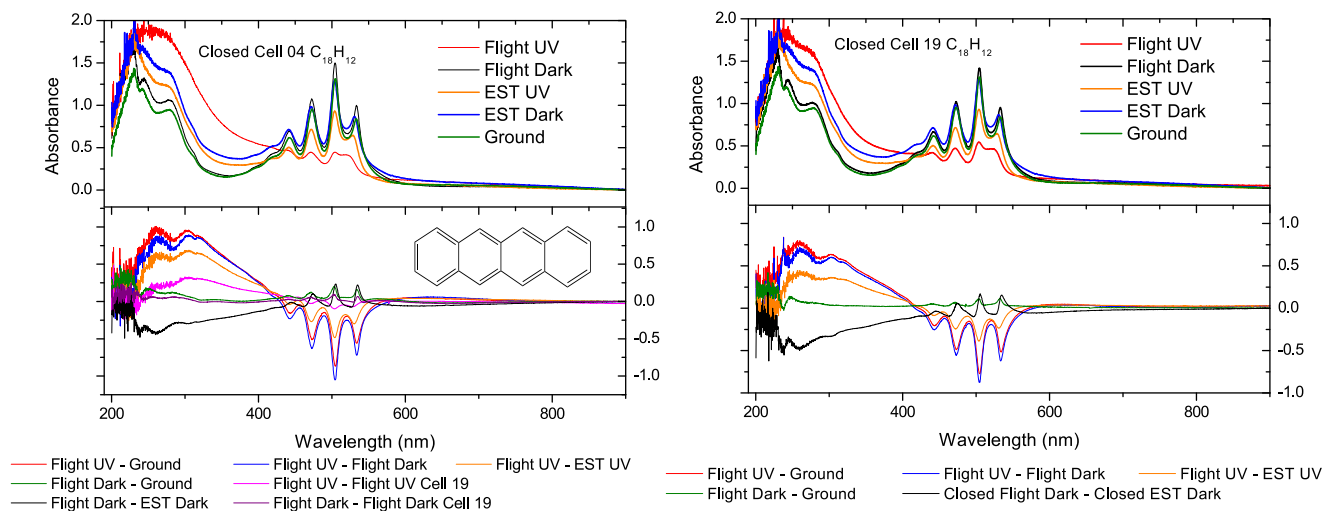 Closed Cell 04 C18H12
Flight UV
Flight Dark
EST UV
EST Dark
Ground
Absorbance
2.0
1.5
1.0
0.5
0.0
1.0
0.5
0.0
-0.5
-1.0
200
400
600
800
Wavelength (nm)
Flight UV - Ground
Flight UV - Flight Dark
Flight UV - EST UV
Flight Dark - Ground
Flight UV - Flight UV Cell 19
Flight Dark - EST Dark
Flight Dark - Flight Dark Cell 19
Closed Cell 19 C18H12
Flight UV
Flight Dark
EST UV
EST Dark
Ground
Absorbance
2.0
1.5
1.0
0.5
0.0
1.0
0.5
0.0
-0.5
-1.0
200
400
600
800
Wavelength (nm)
Flight UV - Ground
Flight UV - Flight Dark
Flight UV - EST UV
Flight Dark - Ground
Closed Flight Dark - Closed EST Dark